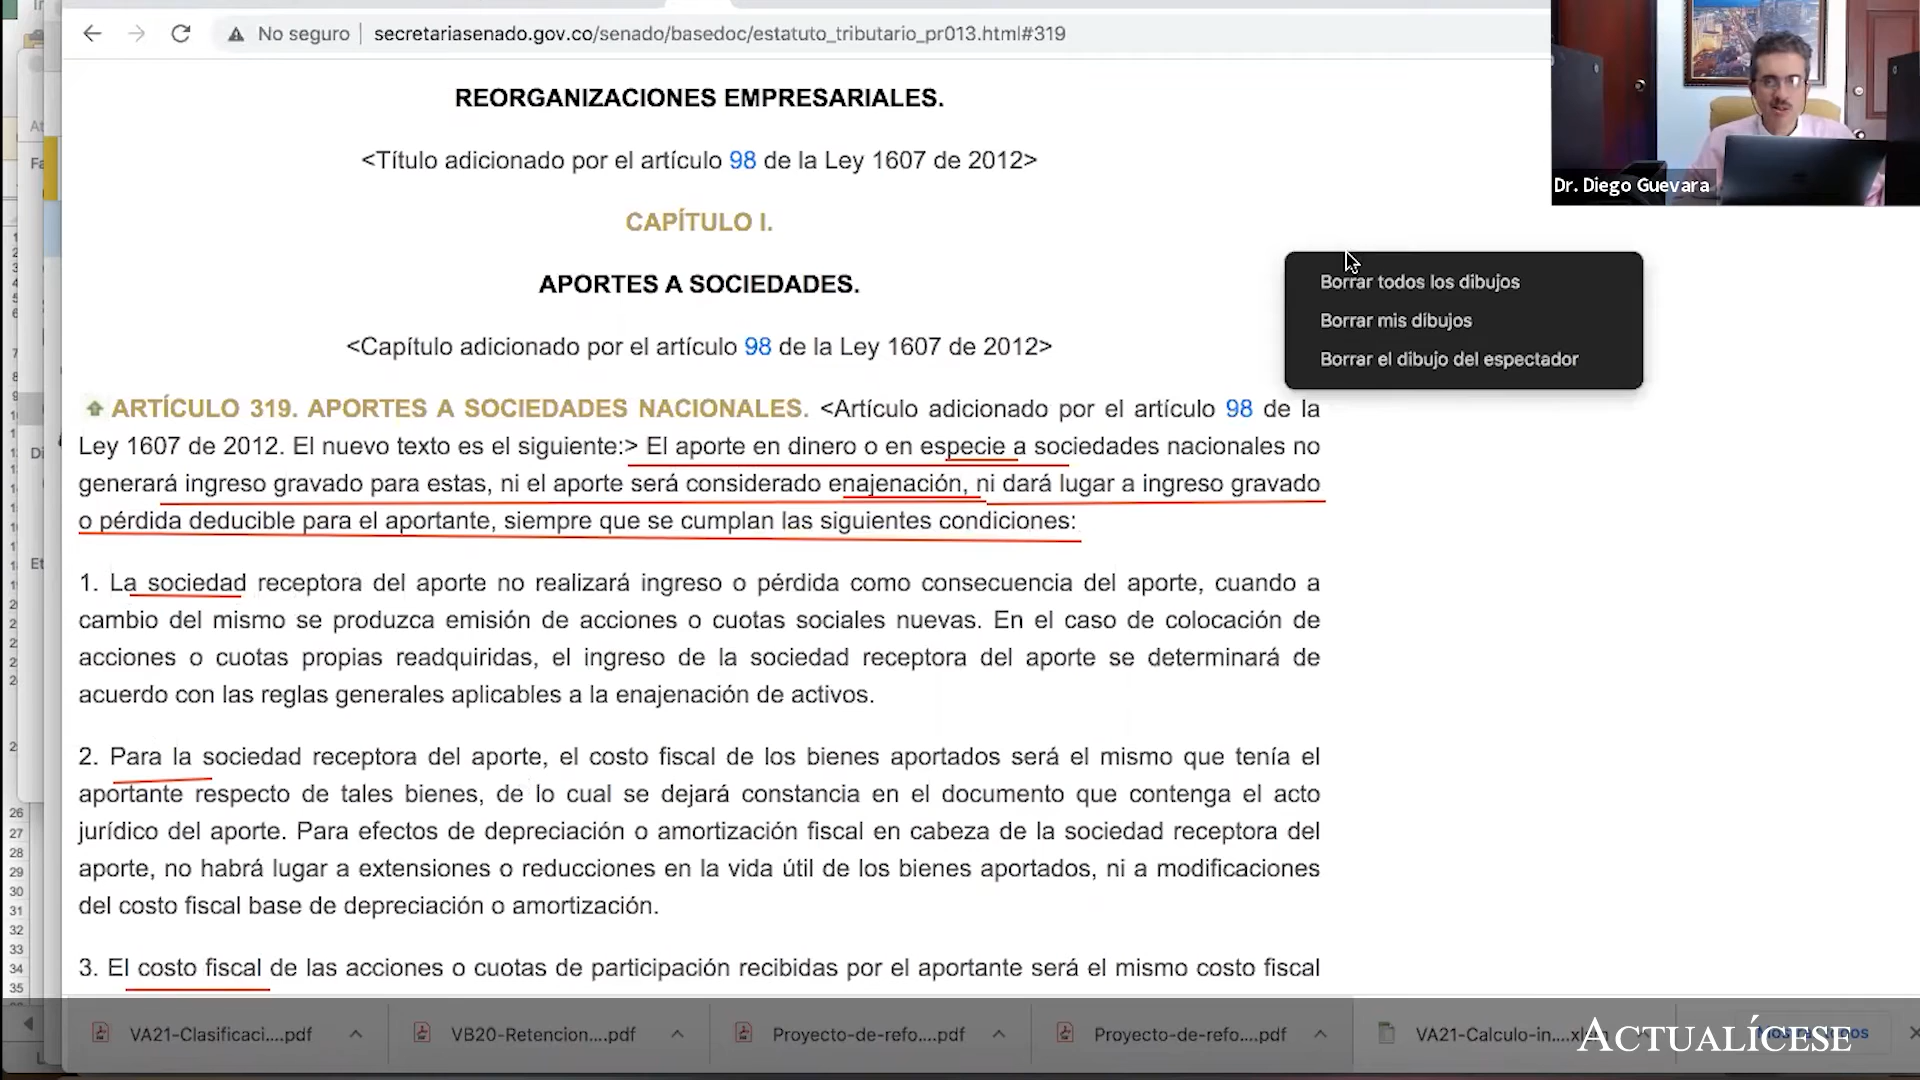 No seguro | secretariasenado.gov.co/senado/basedoc/estatuto_tributario_pr013.html#319
Dr. Diego Guevara
REORGANIZACIONES EMPRESARIALES.
<Título adicionado por el artículo 98 de la Ley 1607 de 2012>
CAPÍTULO I.
APORTES A SOCIEDADES.
<Capítulo adicionado por el artículo 98 de la Ley 1607 de 2012>
Borrar todos los dibujos
Borrar mis dibujos
Borrar el dibujo del espectador
ARTÍCULO 319. APORTES A SOCIEDADES NACIONALES. <Artículo adicionado por el artículo 98 de la
Ley 1607 de 2012. El nuevo texto es el siguiente:> El aporte en dinero o en especie a sociedades nacionales no
generará ingreso gravado para estas, ni el aporte será considerado enajenación, ni dará lugar a ingreso gravado
o pérdida deducible para el aportante, siempre que se cumplan las siguientes condiciones:
1. La sociedad receptora del aporte no realizará ingreso o pérdida como consecuencia del aporte, cuando a
cambio del mismo se produzca emisión de acciones o cuotas sociales nuevas. En el caso de colocación de
acciones o cuotas propias readquiridas, el ingreso de la sociedad receptora del aporte se determinará de
acuerdo con las reglas generales aplicables a la enajenación de activos.
2. Para la sociedad receptora del aporte, el costo fiscal de los bienes aportados será el mismo que tenía el
aportante respecto de tales bienes, de lo cual se dejará constancia en el documento que contenga el acto
jurídico del aporte. Para efectos de depreciación o amortización fiscal en cabeza de la sociedad receptora del
aporte, no habrá lugar a extensiones o reducciones en la vida útil de los bienes aportados, ni a modificaciones
del costo fiscal base de depreciación o amortización.
3. El costo fiscal de las acciones o cuotas de participación recibidas por el aportante será el mismo costo fiscal
26
27
28
29
30
31
32
33
34
35
VA21-Clasificaci....pdf
VB20-Retencion....pdf
Proyecto-de-refo....pdf
Proyecto-de-refo....pdf
VA21-Calculo-in....
ACTUALÍCESE